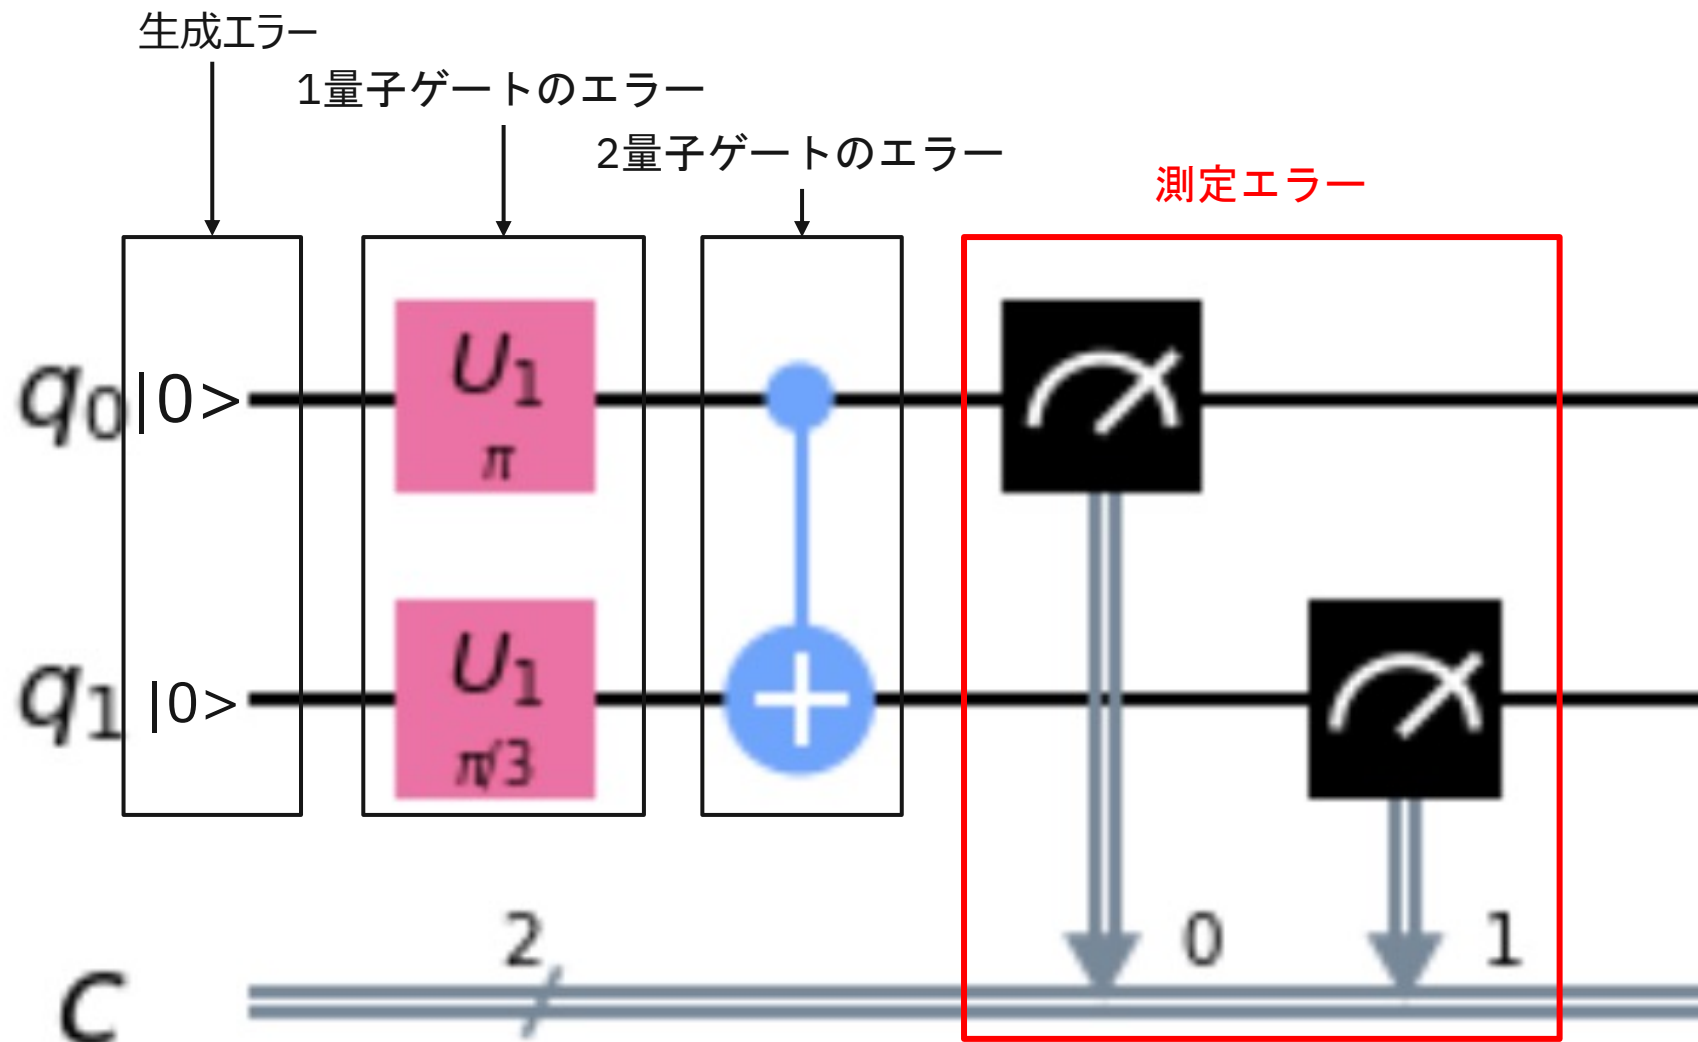 生成エラー
1量子ゲートのエラー
2量子ゲートのエラー
測定エラー
q0 |0>
U1
π
q1 |0>
U1
π/3
2
0
1
C